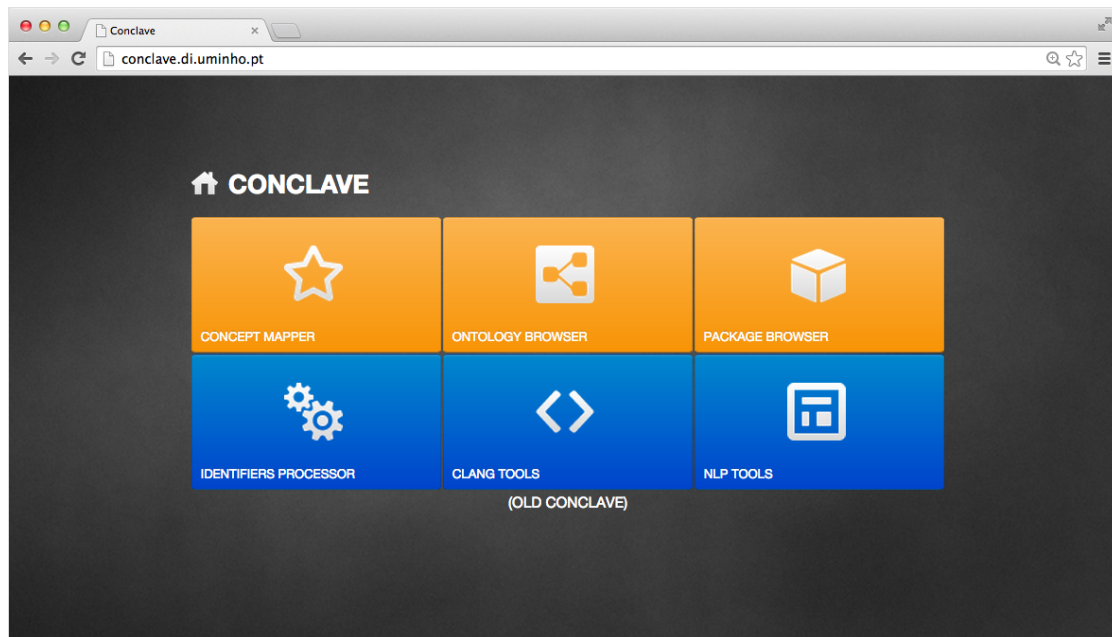 Conclave
conclave.di.uminho.pt
CONCLAVE
CONCEPT MAPPER
ONTOLOGY BROWSER
PACKAGE BROWSER
IDENTIFIERS PROCESSOR
CLANG TOOLS
NLP TOOLS
(OLD CONCLAVE)